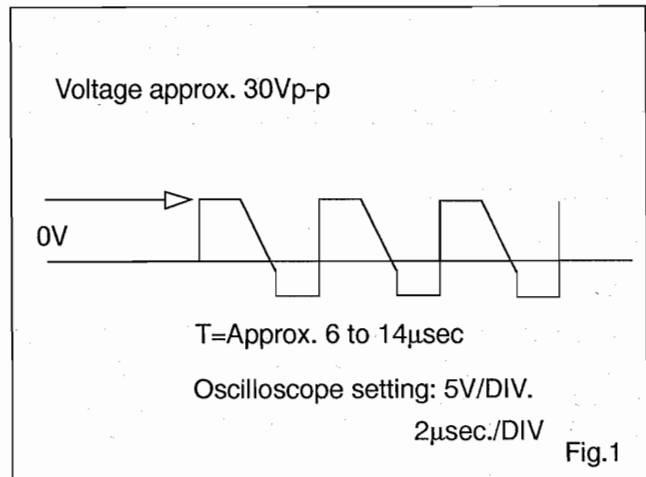 Voltage approx. 30Vp-p
0V
T=Approx. 6 to 14μsec
Oscilloscope setting: 5V/DIV.
2μsec./DIV
Fig.1